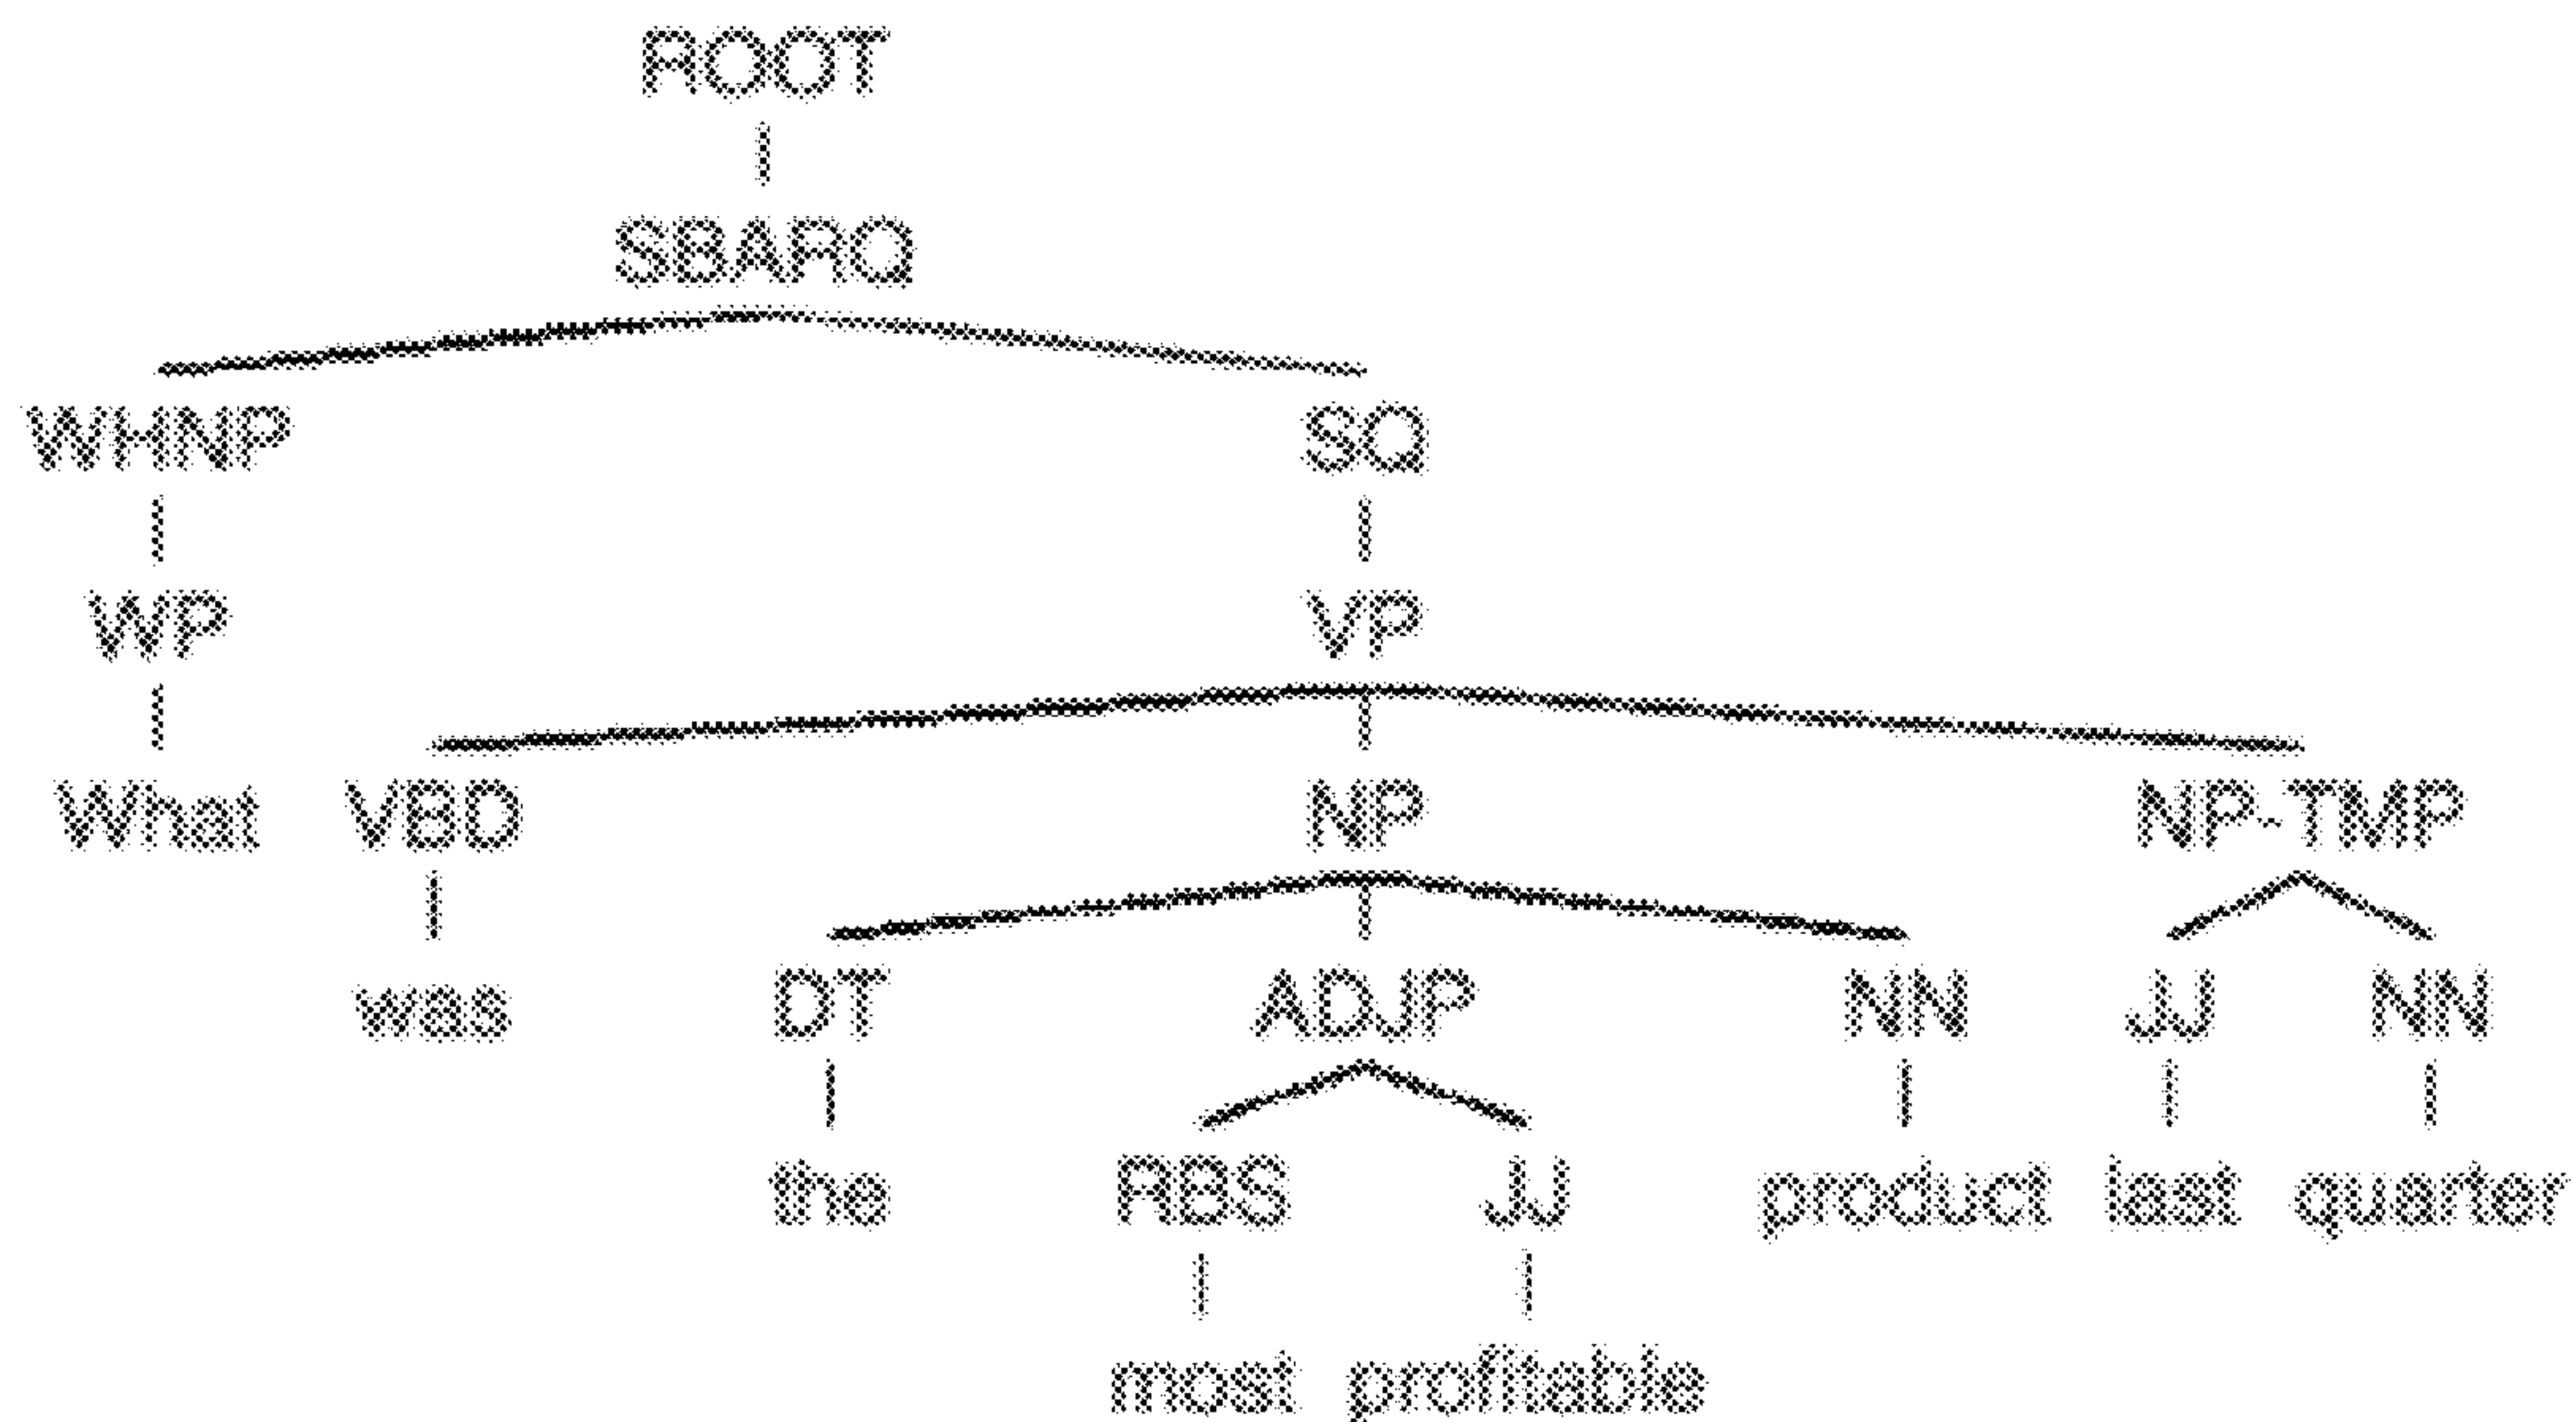 ROOT
SBARQ
WHNP SQ
WP VP
What VBD NP NP-TMP
was DT ADJP NN JJ NN
the RBS JJ product last quarter
most profitable